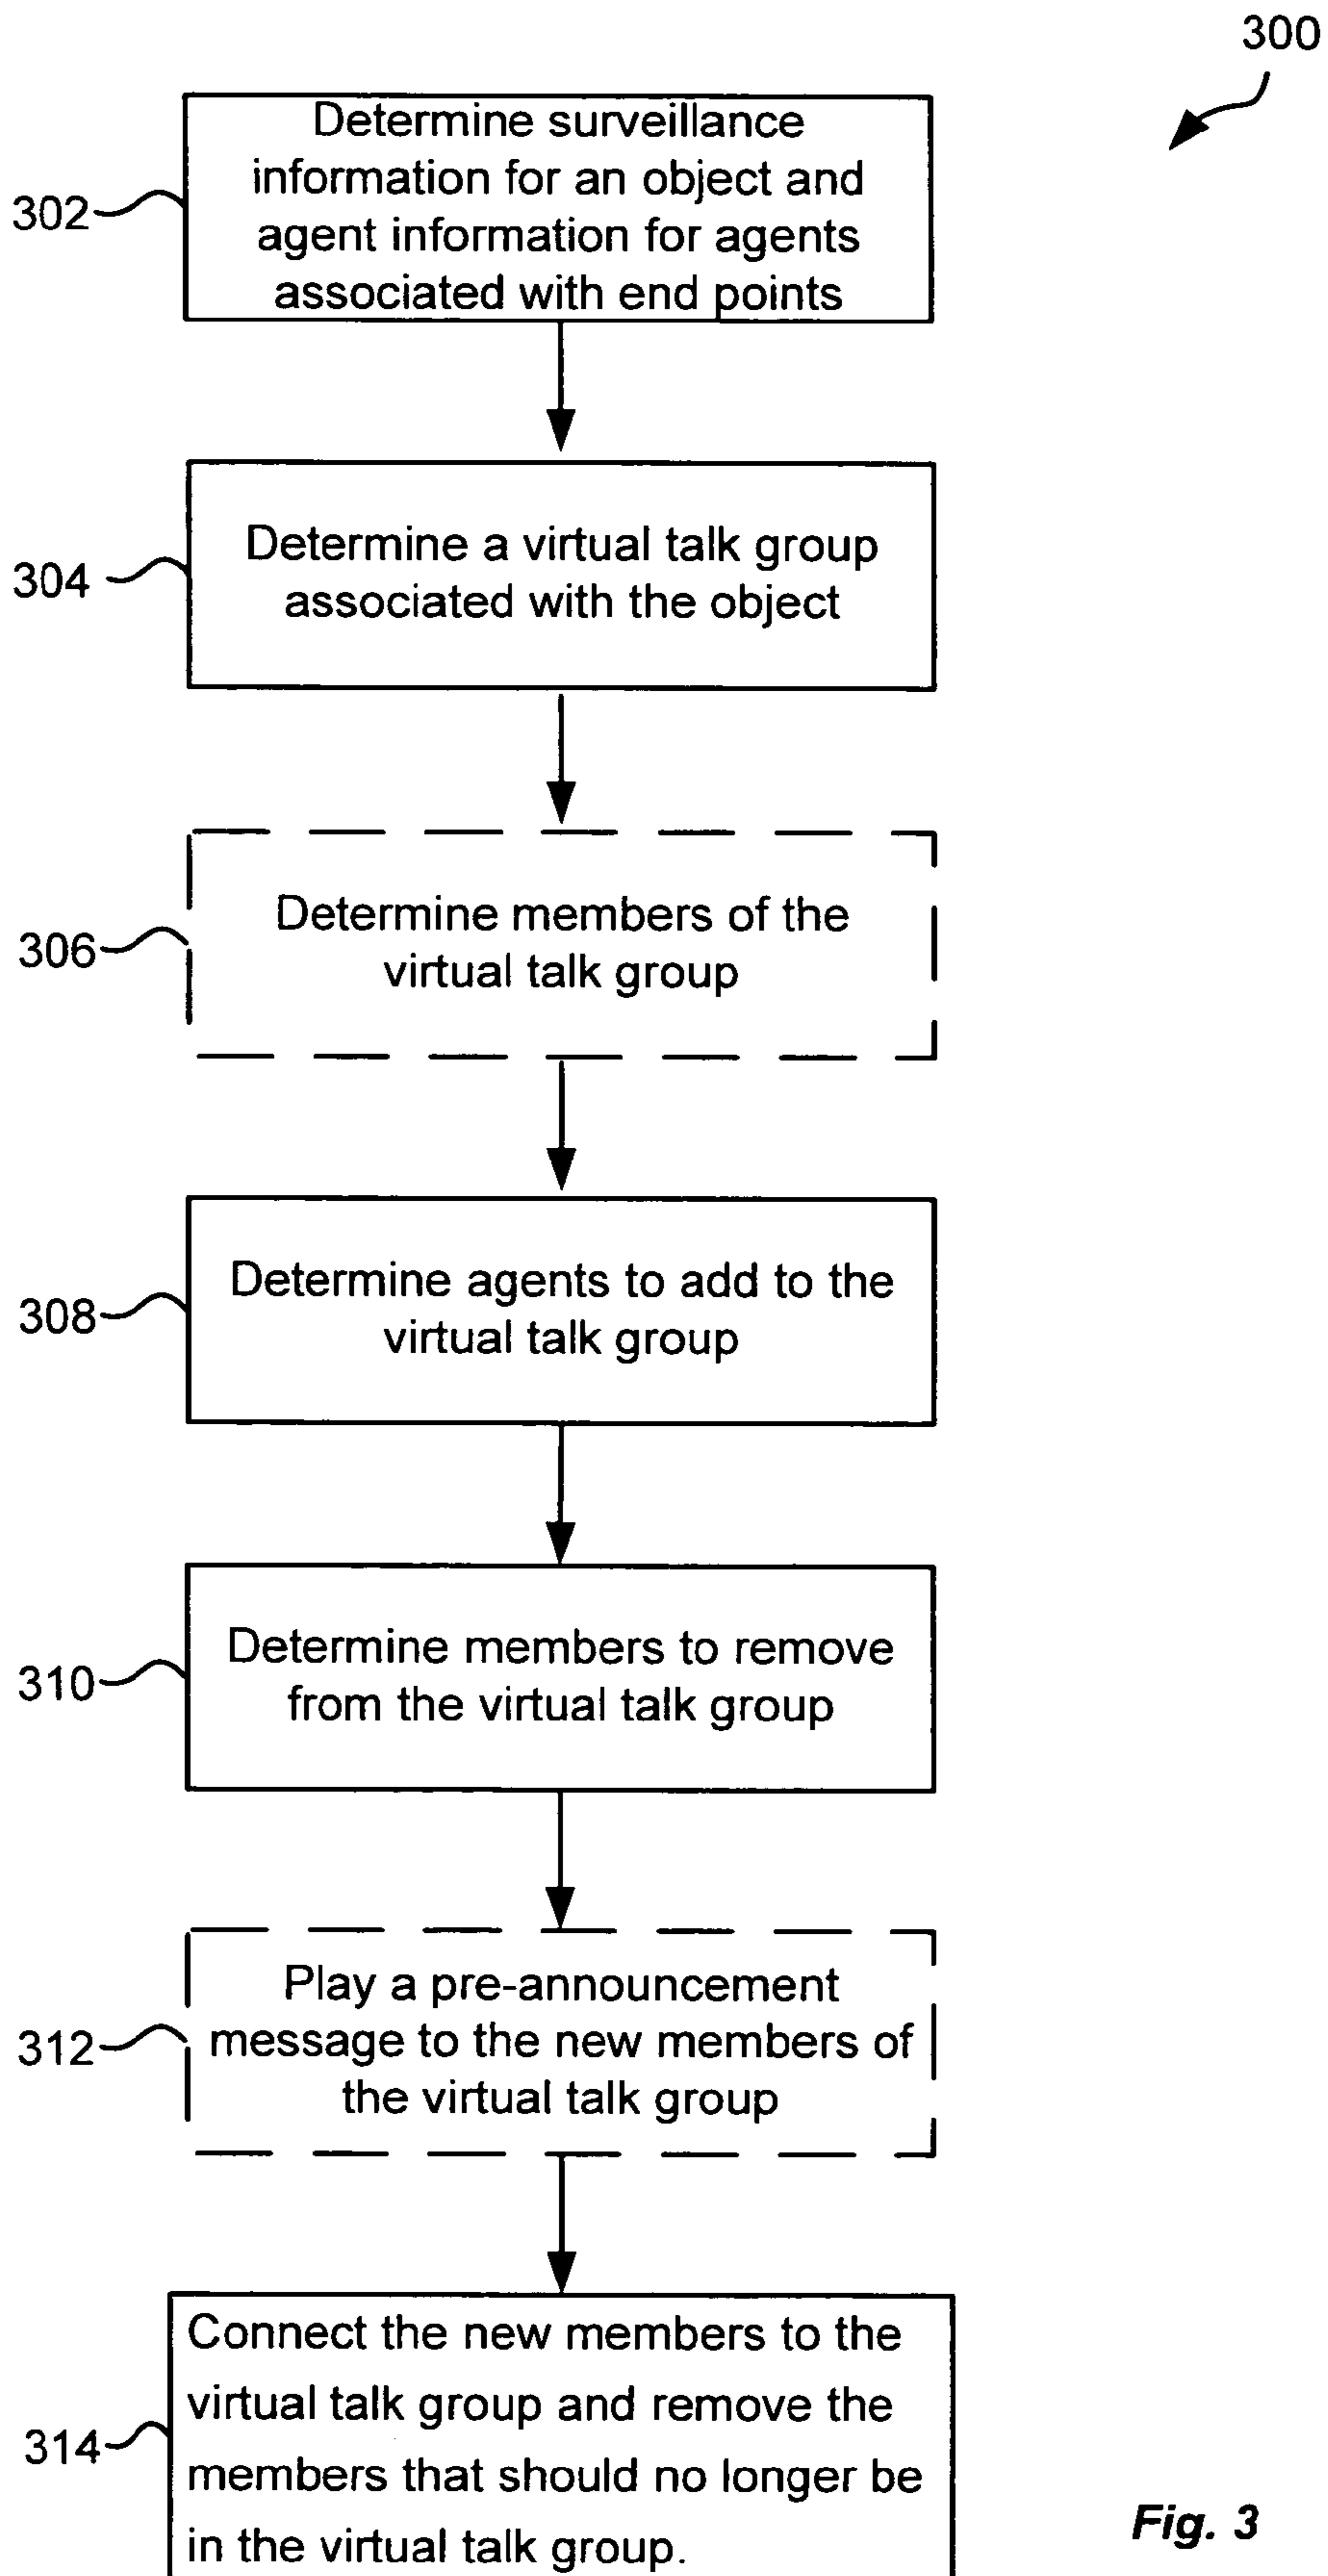 300
Determine surveillance
information for an object and
agent information for agents
associated with end points
302
Determine a virtual talk group
associated with the object
304
Determine members of the
virtual talk group
306
Determine agents to add to the
virtual talk group
308
Determine members to remove
from the virtual talk group
310
Play a pre-announcement
message to the new members of
the virtual talk group
312
Connect the new members to the
virtual talk group and remove the
members that should no longer be
in the virtual talk group.
314
Fig. 3